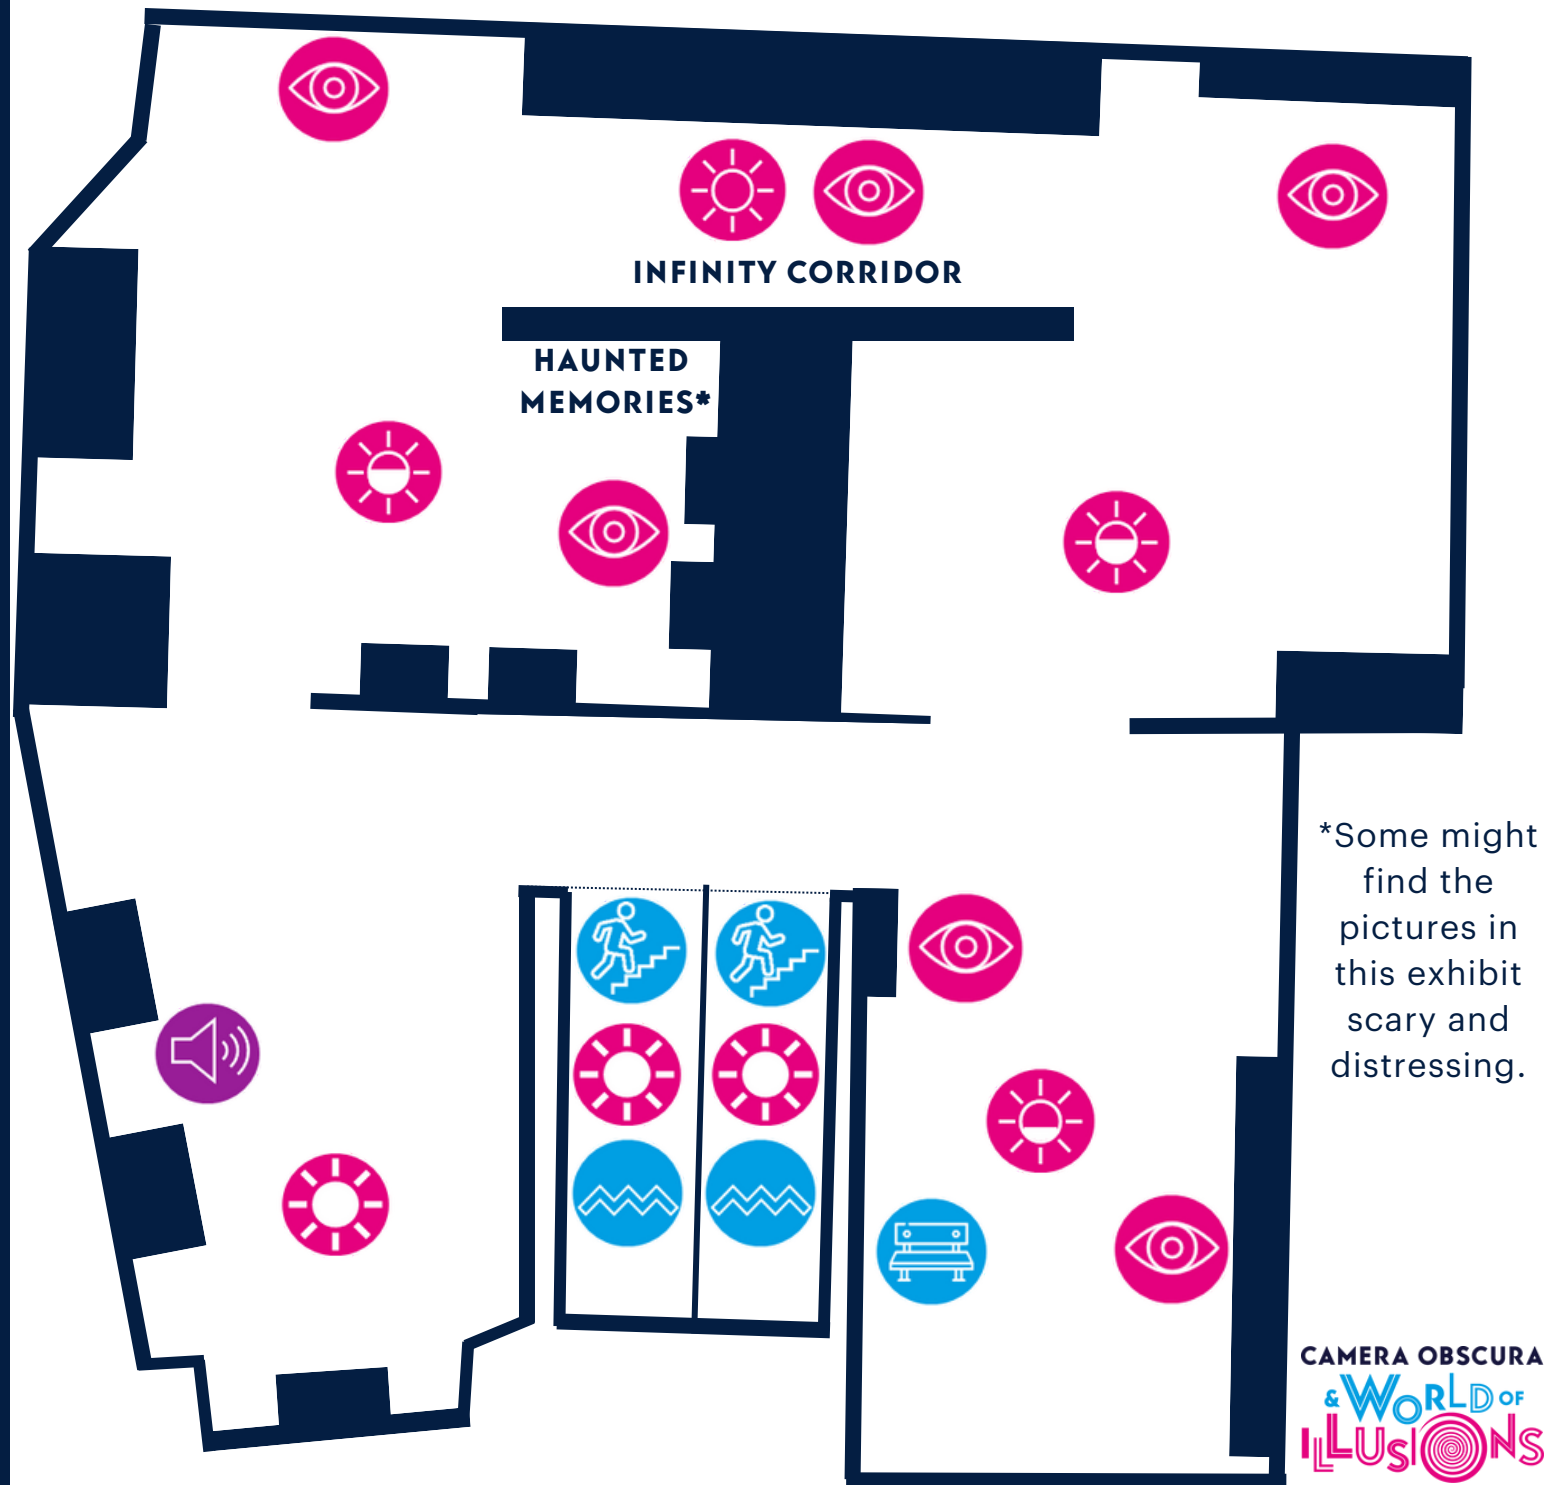 INFINITY CORRIDOR
HAUNTED
MEMORIES*
*Some might
find the
pictures in
this exhibit
scary and
distressing.
CAMERA OBSCURA
& WORLD OF
ILLUSIONS